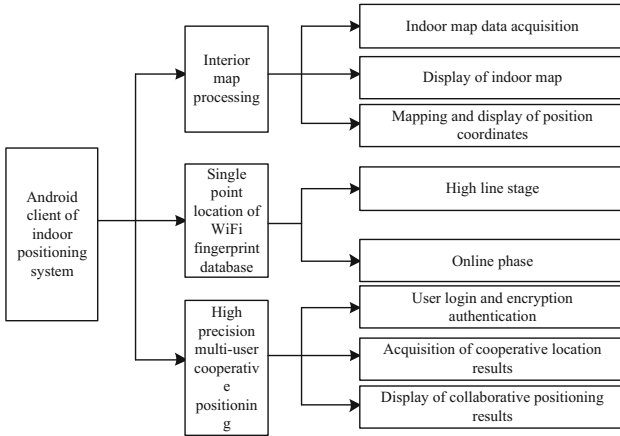 Android
client of
indoor
positioning
system
Interior
map
processing
Indoor map data acquisition
Display of indoor map
Mapping and display of position
coordinates
Single
point
location of
WiFi
fingerprint
database
High line stage
Online phase
High
precision
multi-user
cooperativ
e
positionin
g
User login and encryption
authentication
Acquisition of cooperative location
results
Display of collaborative positioning
results